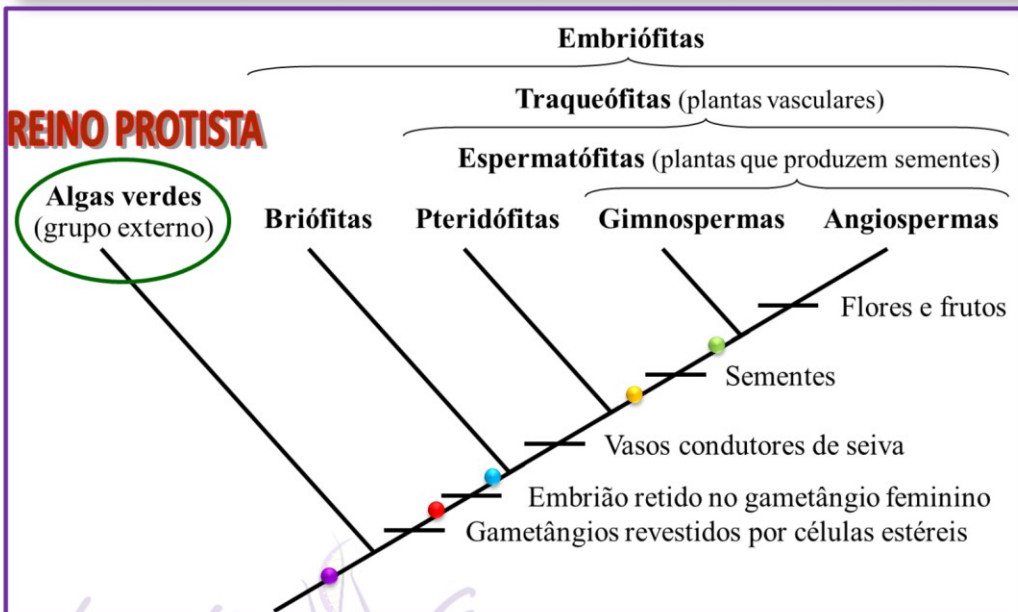 Embriófitas
Traqueófitas (plantas vasculares)
REINO PROTISTA
Espermatófitas (plantas que produzem sementes)
Algas verdes
(grupo externo)
Briófitas
Pteridófitas
Gimnospermas
Angiospermas
Flores e frutos
Sementes
Vasos condutores de seiva
Embrião retido no gametângio feminino
Gametângios revestidos por células estéreis